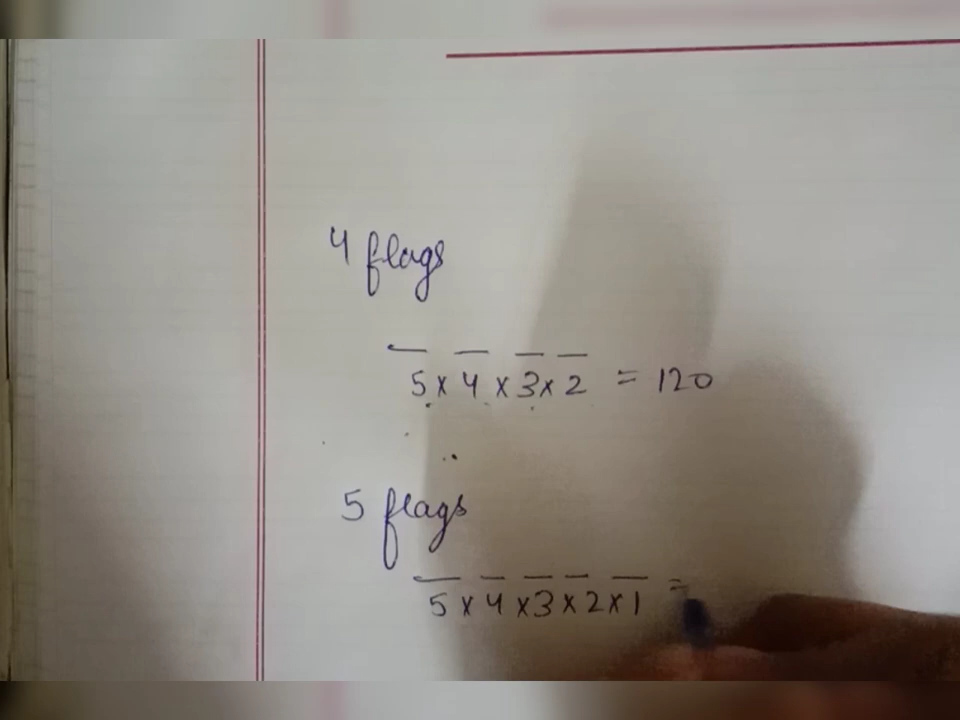 4 flags
5 x 4 x 3 x 2 = 120
5 flags
5 x 4 x 3 x 2 x 1 =